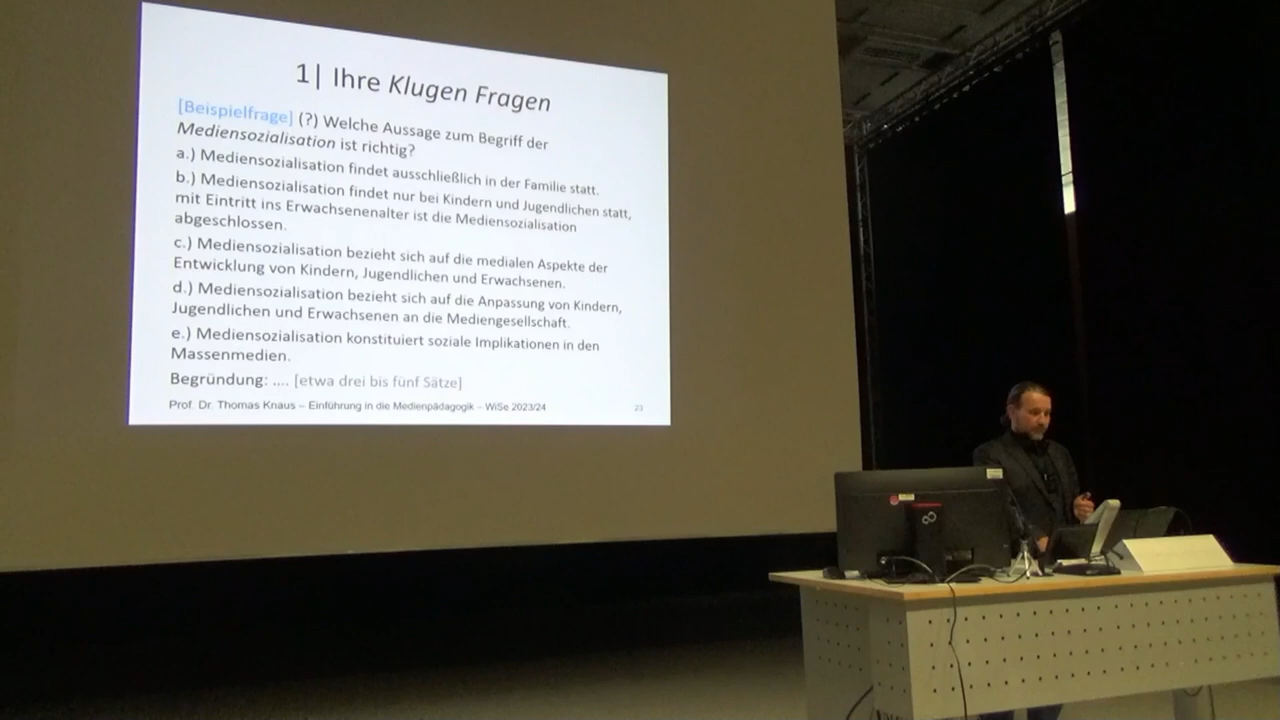 1| Ihre Klugen Fragen
[Beispielfrage] (?) Welche Aussage zum Begriff der
Mediensozialisation ist richtig?
a.) Mediensozialisation findet ausschließlich in der Familie statt.
b.) Mediensozialisation findet nur bei Kindern und Jugendlichen statt,
mit Eintritt ins Erwachsenenalter ist die Mediensozialisation
abgeschlossen.
c.) Mediensozialisation bezieht sich auf die medialen Aspekte der
Entwicklung von Kindern, Jugendlichen und Erwachsenen.
d.) Mediensozialisation bezieht sich auf die Anpassung von Kindern,
Jugendlichen und Erwachsenen an die Mediengesellschaft.
e.) Mediensozialisation konstituiert soziale Implikationen in den
Massenmedien.
Begründung: .... [etwa drei bis fünf Sätze]
Prof. Dr. Thomas Knaus – Einführung in die Medienpädagogik – WiSe 2023/24
23